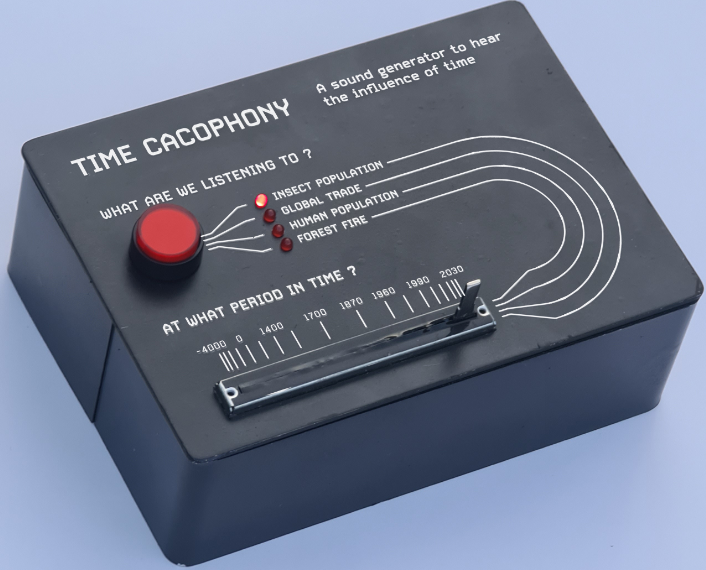 TIME CACOPHONY
A sound generator to hear
the influence of time
WHAT ARE WE LISTENING TO ?
INSECT POPULATION
GLOBAL TRADE
HUMAN POPULATION
FOREST FIRE
AT WHAT PERIOD IN TIME ?
-4000 0 1400 1700 1870 1960 1990 2030